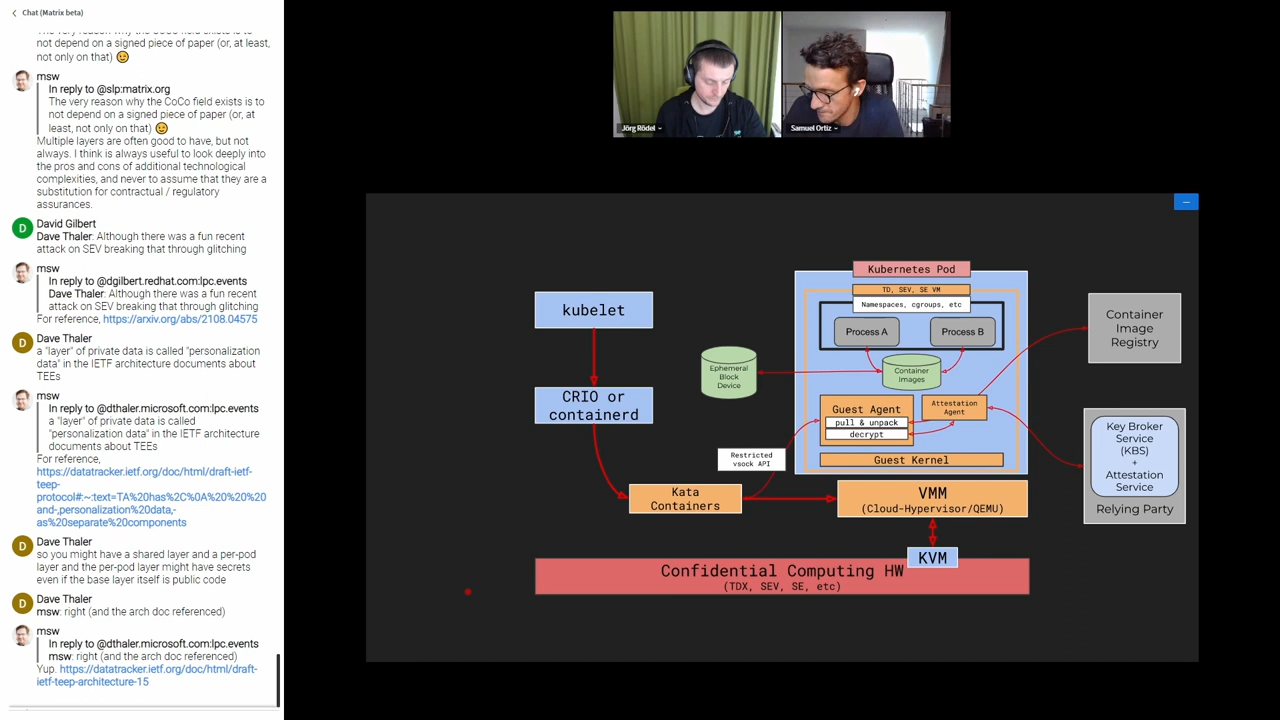 Chat (Matrix beta)
not depend on a signed piece of paper (or, at least,
not only on that) 😉
msw
In reply to @slp:matrix.org
The very reason why the CoCo field exists is to
not depend on a signed piece of paper (or, at
least, not only on that) 😉
Multiple layers are often good to have, but not
always. I think is always useful to look deeply into
the pros and cons of additional technological
complexities, and never to assume that they are a
substitution for contractual / regulatory
assurances.
D
David Gilbert
Dave Thaler: Although there was a fun recent
attack on SEV breaking that through glitching
msw
In reply to @dgilbert.redhat.com:lpc.events
Dave Thaler: Although there was a fun recent
attack on SEV breaking that through glitching
For reference, https://arxiv.org/abs/2108.04575
D
Dave Thaler
a "layer" of private data is called "personalization
data" in the IETF architecture documents about
TEEs
msw
In reply to @dthaler.microsoft.com:lpc.events
a "layer" of private data is called
"personalization data" in the IETF architecture
documents about TEEs
For reference,
https://datatracker.ietf.org/doc/html/draft-ietf-
teep-
protocol#:~:text=TA%20has%2C%0A%20%20%20
and-,personalization%20data,-
as%20separate%20components
D
Dave Thaler
so you might have a shared layer and a per-pod
layer and the per-pod layer might have secrets
even if the base layer itself is public code
D
Dave Thaler
msw: right (and the arch doc referenced)
msw
In reply to @dthaler.microsoft.com:lpc.events
msw: right (and the arch doc referenced)
Yup. https://datatracker.ietf.org/doc/html/draft-
ietf-teep-architecture-15
Jörg Rödel
Samuel Ortiz
kubelet
CRIO or
containerd
Kata
Containers
Restricted
vsock API
Ephemeral
Block
Device
Kubernetes Pod
TD, SEV, SE VM
Namespaces, cgroups, etc
Process A
Process B
Container
Images
Guest Agent
pull & unpack
decrypt
Attestation
Agent
Guest Kernel
VMM
(Cloud-Hypervisor/QEMU)
KVM
Confidential Computing HW
(TDX, SEV, SE, etc)
Container
Image
Registry
Key Broker
Service
(KBS)
+
Attestation
Service
Relying Party